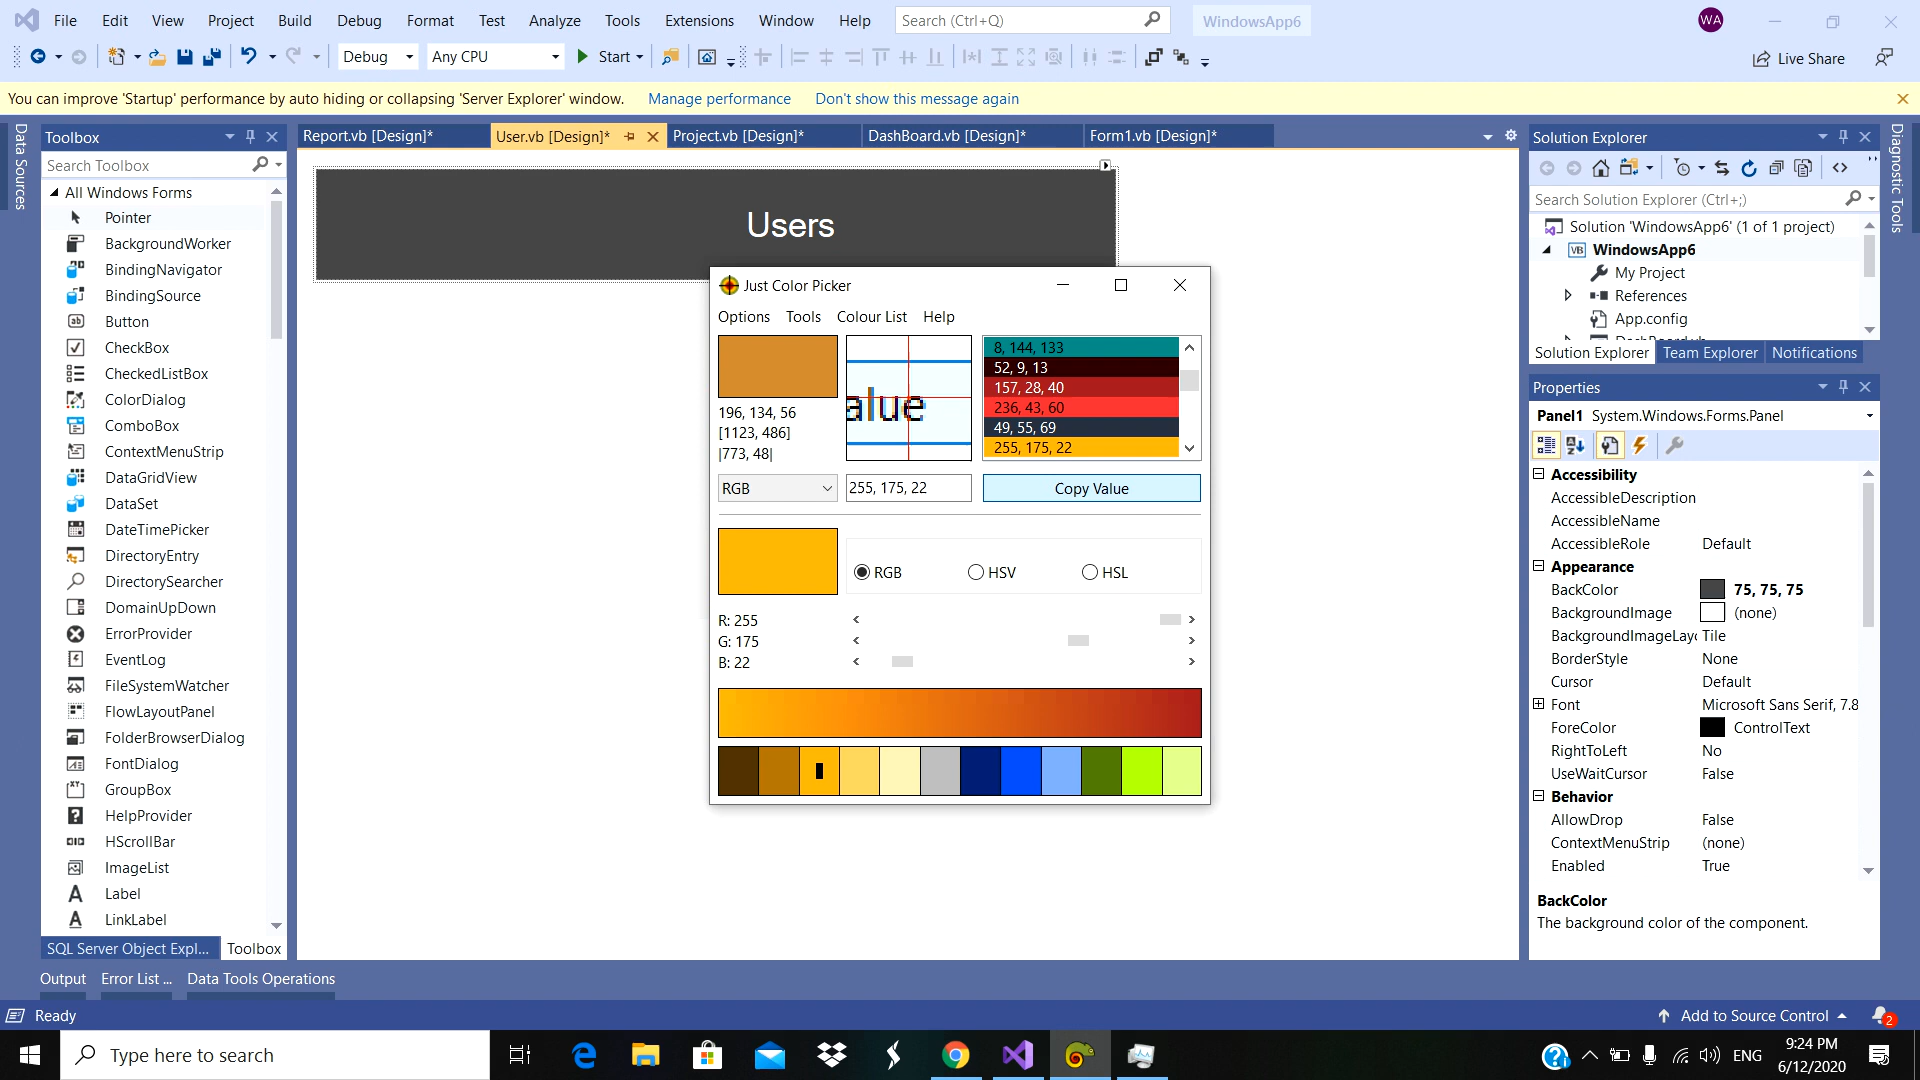 File Edit View Project Build Debug Format Test Analyze Tools Extensions Window Help Search (Ctrl+Q) WindowsApp6 WA
Debug Any CPU Start Live Share
You can improve 'Startup' performance by auto hiding or collapsing 'Server Explorer' window. Manage performance Don't show this message again
Data Sources
Toolbox
Search Toolbox
All Windows Forms
Pointer
BackgroundWorker
BindingNavigator
BindingSource
Button
CheckBox
CheckedListBox
ColorDialog
ComboBox
ContextMenuStrip
DataGridView
DataSet
DateTimePicker
DirectoryEntry
DirectorySearcher
DomainUpDown
ErrorProvider
EventLog
FileSystemWatcher
FlowLayoutPanel
FolderBrowserDialog
FontDialog
GroupBox
HelpProvider
HScrollBar
ImageList
Label
LinkLabel
SQL Server Object Expl... Toolbox
Report.vb [Design]* User.vb [Design]* Project.vb [Design]* DashBoard.vb [Design]* Form1.vb [Design]*
Users
Just Color Picker
Options Tools Colour List Help
alue
196, 134, 56
[1123, 486]
|773, 48|
8, 144, 133
52, 9, 13
157, 28, 40
236, 43, 60
49, 55, 69
255, 175, 22
RGB 255, 175, 22 Copy Value
RGB HSV HSL
R: 255
G: 175
B: 22
Solution Explorer
Search Solution Explorer (Ctrl+;)
Solution 'WindowsApp6' (1 of 1 project)
VB WindowsApp6
My Project
References
App.config
Solution Explorer Team Explorer Notifications
Diagnostic Tools
Properties
Panel1 System.Windows.Forms.Panel
Accessibility
AccessibleDescription
AccessibleName
AccessibleRole Default
Appearance
BackColor 75, 75, 75
BackgroundImage (none)
BackgroundImageLayo Tile
BorderStyle None
Cursor Default
Font Microsoft Sans Serif, 7.8
ForeColor ControlText
RightToLeft No
UseWaitCursor False
Behavior
AllowDrop False
ContextMenuStrip (none)
Enabled True
BackColor
The background color of the component.
Output Error List ... Data Tools Operations
Ready Add to Source Control 2
Type here to search ENG 9:24 PM
6/12/2020